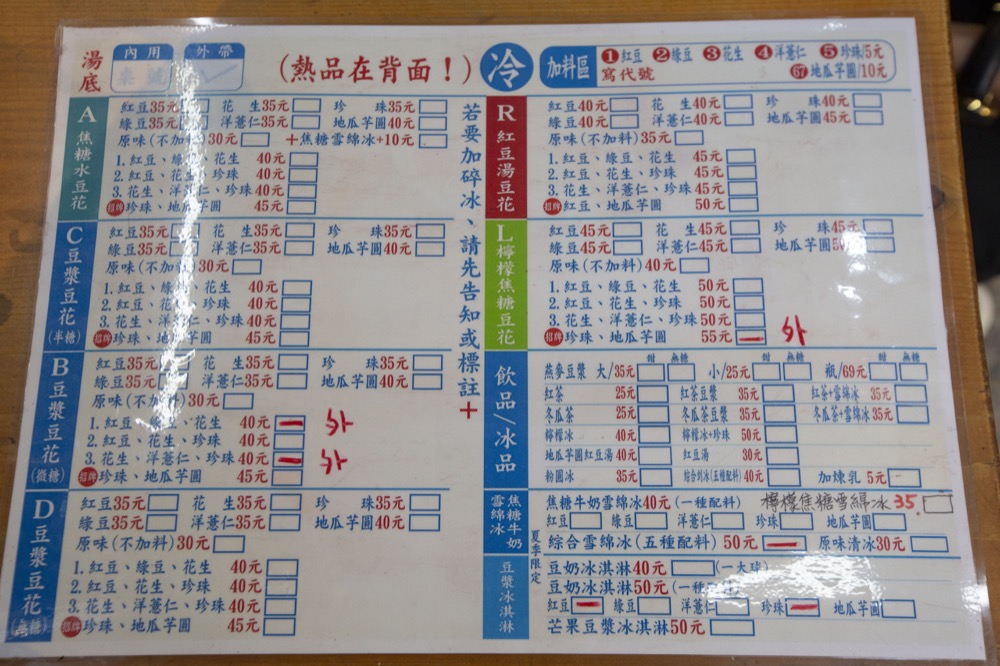 湯底
內用 外帶
(熱品在背面！)
冷
加料區 1紅豆 2綠豆 3花生 4洋薏仁 5珍珠/5元
寫代號 67地瓜芋圓/10元
A 焦糖水豆花
紅豆35元 花生35元 珍珠35元
綠豆35元 洋薏仁35元 地瓜芋圓40元
原味(不加料)30元 +焦糖雪綿冰+10元
1.紅豆、綠豆、花生 40元
2.紅豆、花生、珍珠 40元
3.花生、洋薏仁、珍珠 40元
招牌 珍珠、地瓜芋圓 45元
C 豆漿豆花(半糖)
紅豆35元 花生35元 珍珠35元
綠豆35元 洋薏仁35元 地瓜芋圓40元
原味(不加料)30元
1.紅豆、綠豆、花生 40元
2.紅豆、花生、珍珠 40元
3.花生、洋薏仁、珍珠 40元
招牌 珍珠、地瓜芋圓 45元
B 豆漿豆花(微糖)
紅豆35元 花生35元 珍珠35元
綠豆35元 洋薏仁35元 地瓜芋圓40元
原味(不加料)30元
1.紅豆、綠豆、花生 40元 外
2.紅豆、花生、珍珠 40元
3.花生、洋薏仁、珍珠 40元 外
招牌 珍珠、地瓜芋圓 45元
D 豆漿豆花(無糖)
紅豆35元 花生35元 珍珠35元
綠豆35元 洋薏仁35元 地瓜芋圓40元
原味(不加料)30元
1.紅豆、綠豆、花生 40元
2.紅豆、花生、珍珠 40元
3.花生、洋薏仁、珍珠 40元
招牌 珍珠、地瓜芋圓 45元
若要加碎冰、請先告知或標註+
R 紅豆湯豆花
紅豆40元 花生40元 珍珠40元
綠豆40元 洋薏仁40元 地瓜芋圓45元
原味(不加料)35元
1.紅豆、綠豆、花生 45元
2.紅豆、花生、珍珠 45元
3.花生、洋薏仁、珍珠 45元
招牌 紅豆、地瓜芋圓 50元
L 檸檬焦糖豆花
紅豆45元 花生45元 珍珠45元
綠豆45元 洋薏仁45元 地瓜芋圓
原味(不加料)40元
1.紅豆、綠豆、花生 50元
2.紅豆、花生、珍珠 50元
3.花生、洋薏仁、珍珠 50元
招牌 珍珠、地瓜芋圓 55元 外
飲品/冰品
甜 無糖 甜 無糖 甜 無糖
燕麥豆漿 大/35元 小/25元 瓶/69元
紅茶 25元 紅茶豆漿 35元 紅茶+雪綿冰 35元
冬瓜茶 25元 冬瓜茶豆漿 35元 冬瓜茶+雪綿冰 35元
檸檬冰 40元 檸檬冰+珍珠 50元
地瓜芋圓紅豆湯 40元 紅豆湯 30元
粉圓冰 35元 綜合剉冰(五種配料) 40元 加煉乳 5元
焦糖牛奶雪綿冰
焦糖牛奶雪綿冰40元(一種配料) 檸檬焦糖雪綿冰35.
紅豆 綠豆 洋薏仁 珍珠 地瓜芋圓
綜合雪綿冰(五種配料) 50元 原味清冰30元
夏季限定
豆漿冰淇淋
豆奶冰淇淋40元 (一大球)
豆奶冰淇淋50元 (一種
紅豆 綠豆 洋薏仁 珍珠 地瓜芋圓
芒果豆漿冰淇淋50元